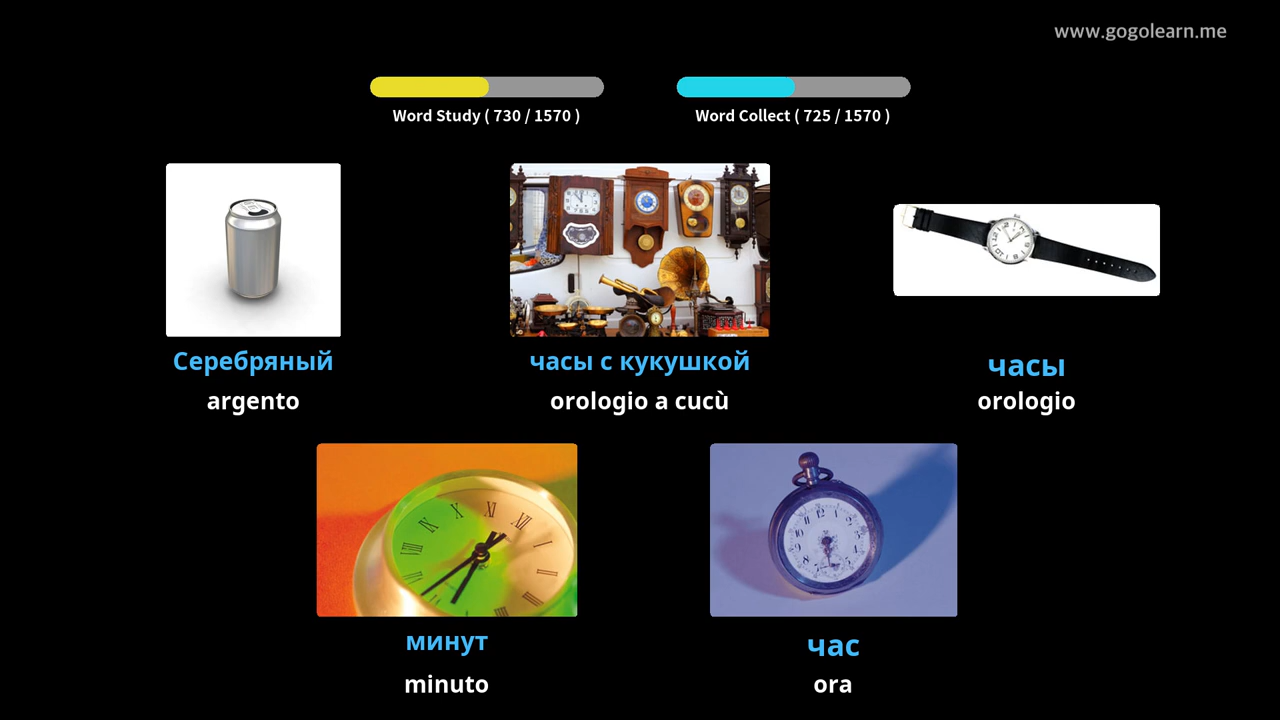 www.gogolearn.me
Word Study ( 730 / 1570 )
Word Collect ( 725 / 1570 )
Серебряный
часы с кукушкой
часы
argento
orologio a cucù
orologio
минут
час
minuto
ora